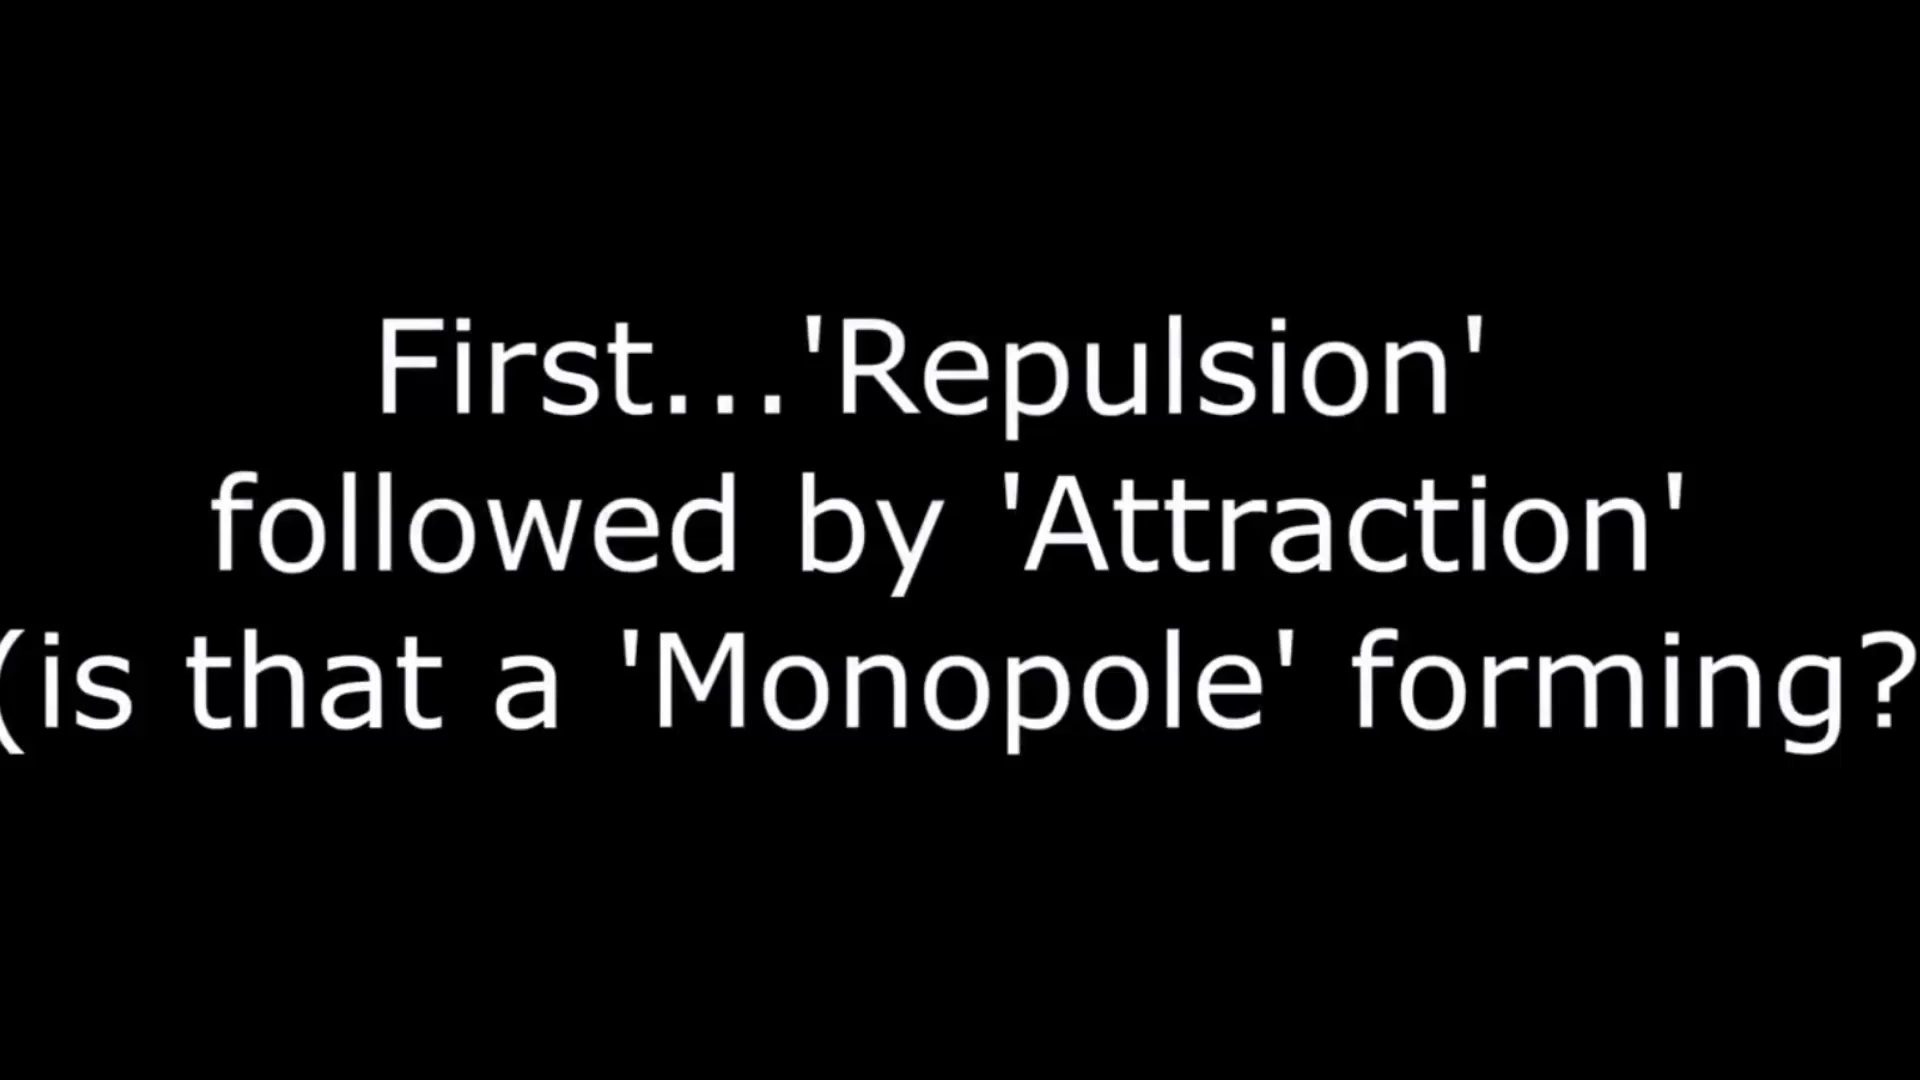 First...'Repulsion'
followed by 'Attraction'
(is that a 'Monopole' forming?